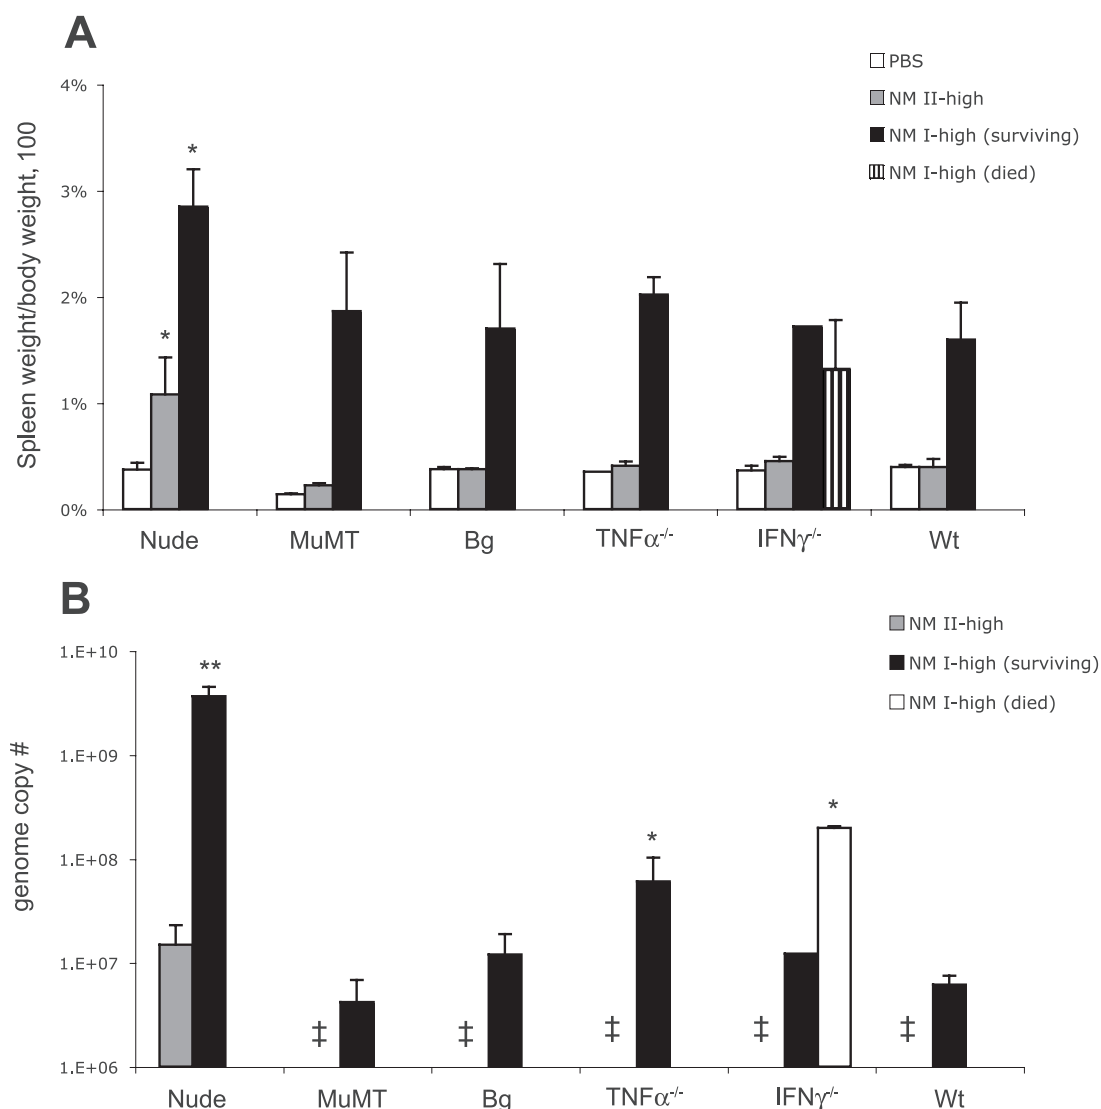 A
PBS
NM II-high
NM I-high (surviving)
NM I-high (died)
Spleen weight/body weight, 100
4%
3%
2%
1%
0%
*
*
Nude MuMT Bg TNFα-/- IFNγ-/- Wt
B
NM II-high
NM I-high (surviving)
NM I-high (died)
genome copy #
1.E+10
1.E+09
1.E+08
1.E+07
1.E+06
**
*
*
‡ ‡ ‡ ‡ ‡
Nude MuMT Bg TNFα-/- IFNγ-/- Wt